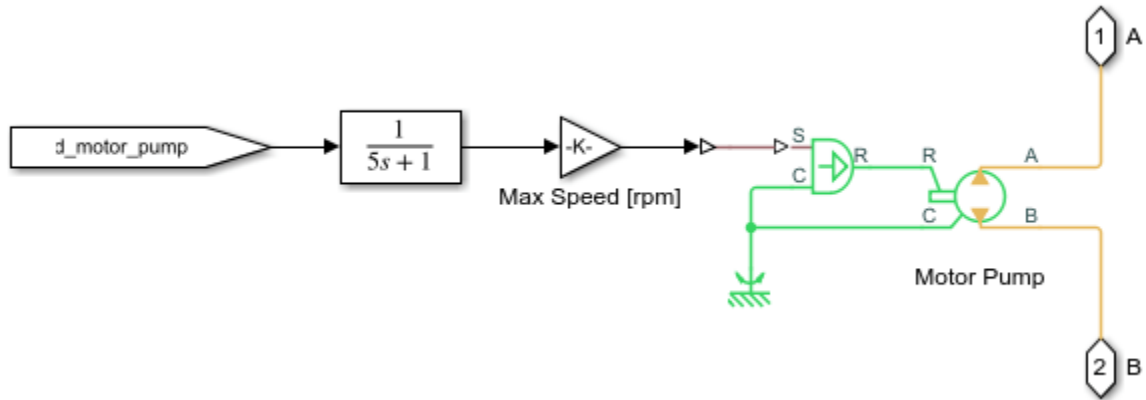 1 A
d_motor_pump
1
5s + 1
-K-
Max Speed [rpm]
S
C
R
R
C
A
B
Motor Pump
2 B